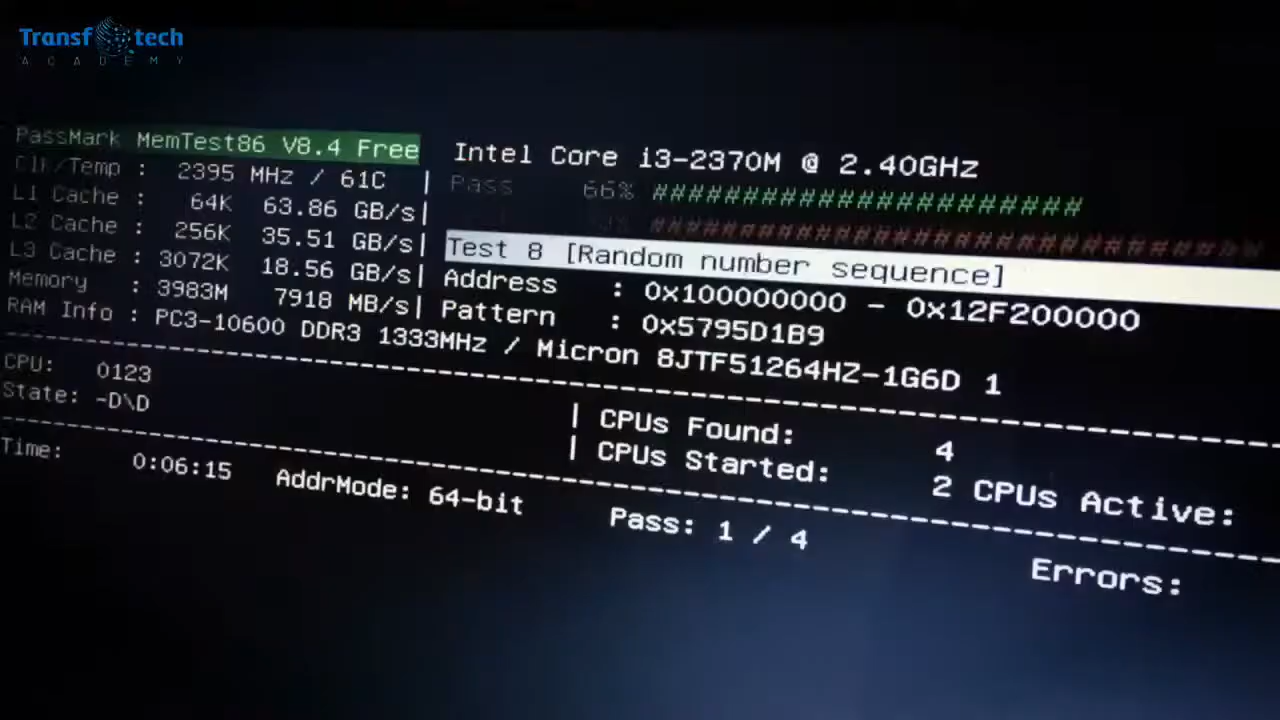 Transf tech
ACADEMY
PassMark MemTest86 V8.4 Free
Intel Core i3-2370M @ 2.40GHz
Clk/Temp : 2395 MHz / 61C | Pass 66% #######################
L1 Cache : 64K 63.86 GB/s|
L2 Cache : 256K 35.51 GB/s| Test 8 [Random number sequence]
L3 Cache : 3072K 18.56 GB/s| Address : 0x100000000 - 0x12F200000
Memory : 3983M 7918 MB/s| Pattern : 0x5795D1B9
RAM Info : PC3-10600 DDR3 1333MHz / Micron 8JTF51264HZ-1G6D 1
CPU: 0123 | CPUs Found: 4
State: -D\D | CPUs Started: 2 CPUs Active:
Time: 0:06:15 AddrMode: 64-bit Pass: 1 / 4 Errors: